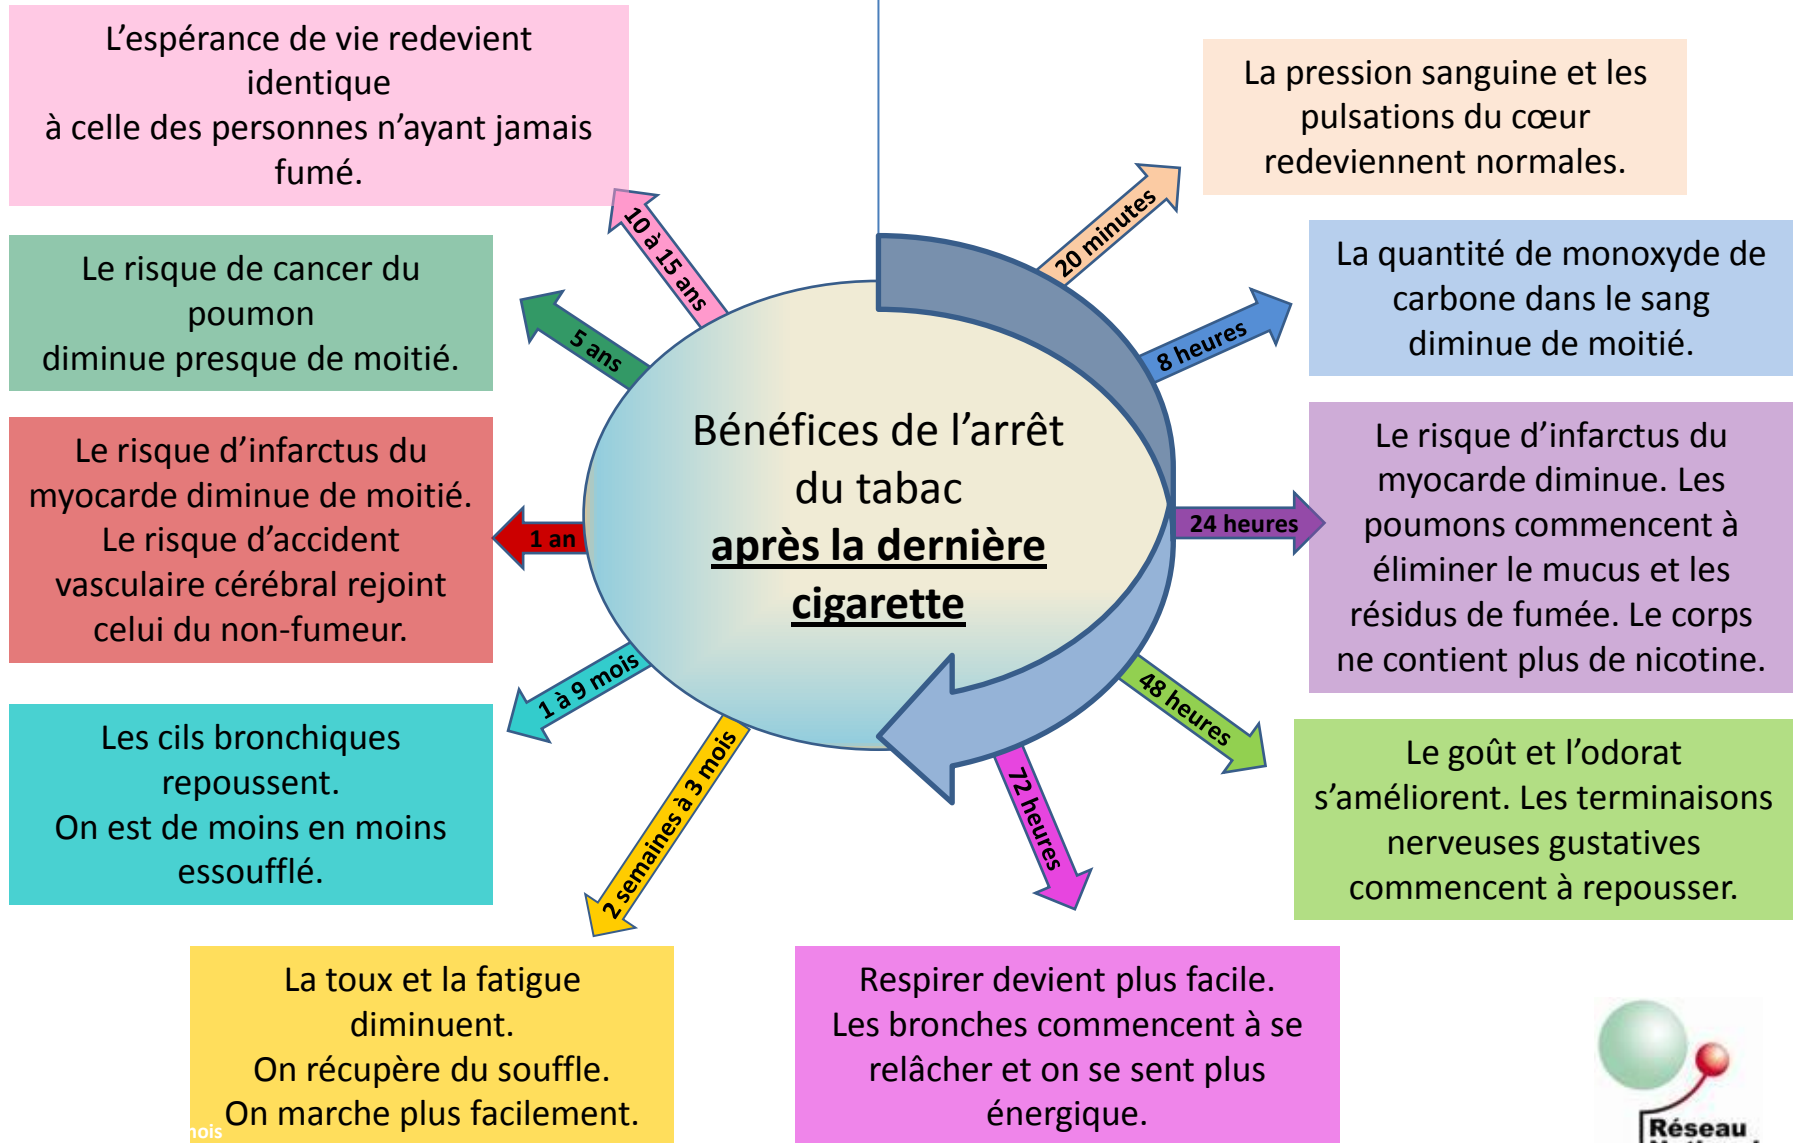 L'espérance de vie redevient
identique
à celle des personnes n'ayant jamais
fumé.
La pression sanguine et les
pulsations du cœur
redeviennent normales.
10 à 15 ans
20 minutes
Le risque de cancer du
poumon
diminue presque de moitié.
La quantité de monoxyde de
carbone dans le sang
diminue de moitié.
5 ans
8 heures
Bénéfices de l'arrêt
du tabac
après la dernière
cigarette
Le risque d'infarctus du
myocarde diminue de moitié.
Le risque d'accident
vasculaire cérébral rejoint
celui du non-fumeur.
1 an
24 heures
Le risque d'infarctus du
myocarde diminue. Les
poumons commencent à
éliminer le mucus et les
résidus de fumée. Le corps
ne contient plus de nicotine.
1 à 9 mois
48 heures
Les cils bronchiques
repoussent.
On est de moins en moins
essoufflé.
2 semaines à 3 mois
72 heures
Le goût et l'odorat
s'améliorent. Les terminaisons
nerveuses gustatives
commencent à repousser.
La toux et la fatigue
diminuent.
On récupère du souffle.
On marche plus facilement.
Respirer devient plus facile.
Les bronches commencent à se
relâcher et on se sent plus
énergique.
Réseau